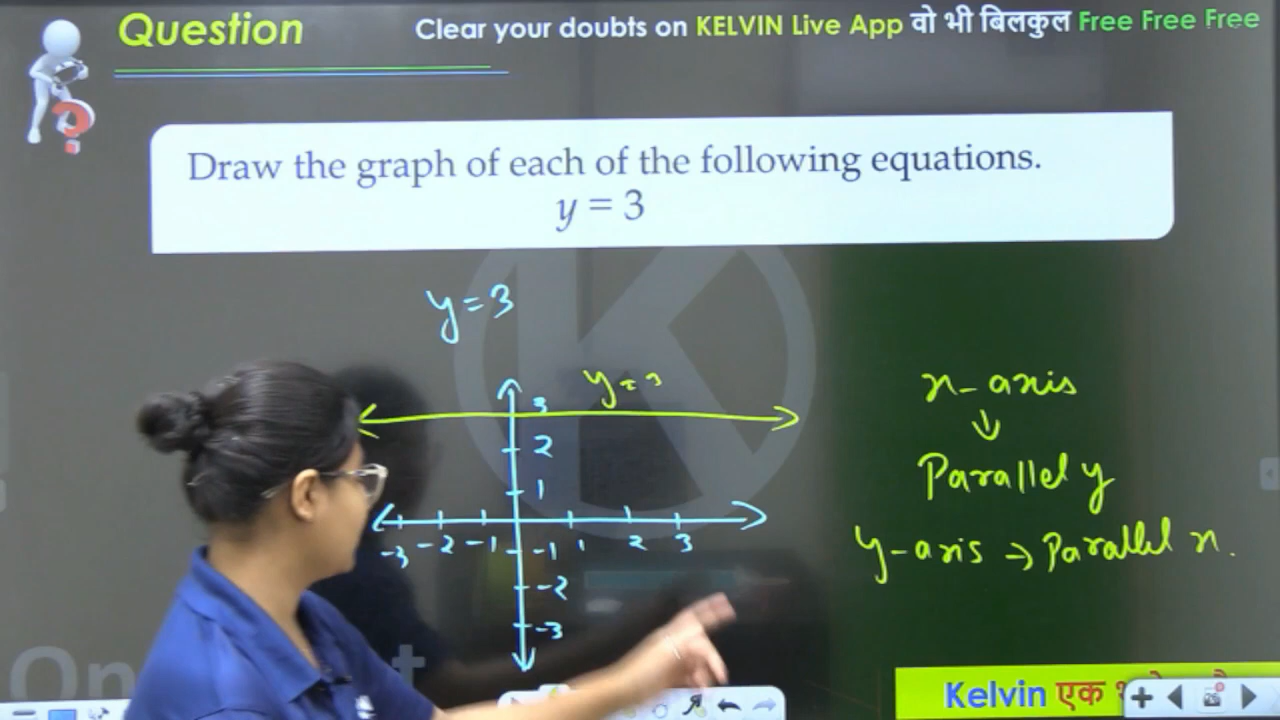 Question
Clear your doubts on KELVIN Live App वो भी बिलकुल Free Free Free
Draw the graph of each of the following equations.
y = 3
y = 3
y =
3
2
1
-3 -2 -1 1 2 3
-1
-2
-3
x-axis
↓
Parallel y
y-axis → Parallel x.
Kelvin एक